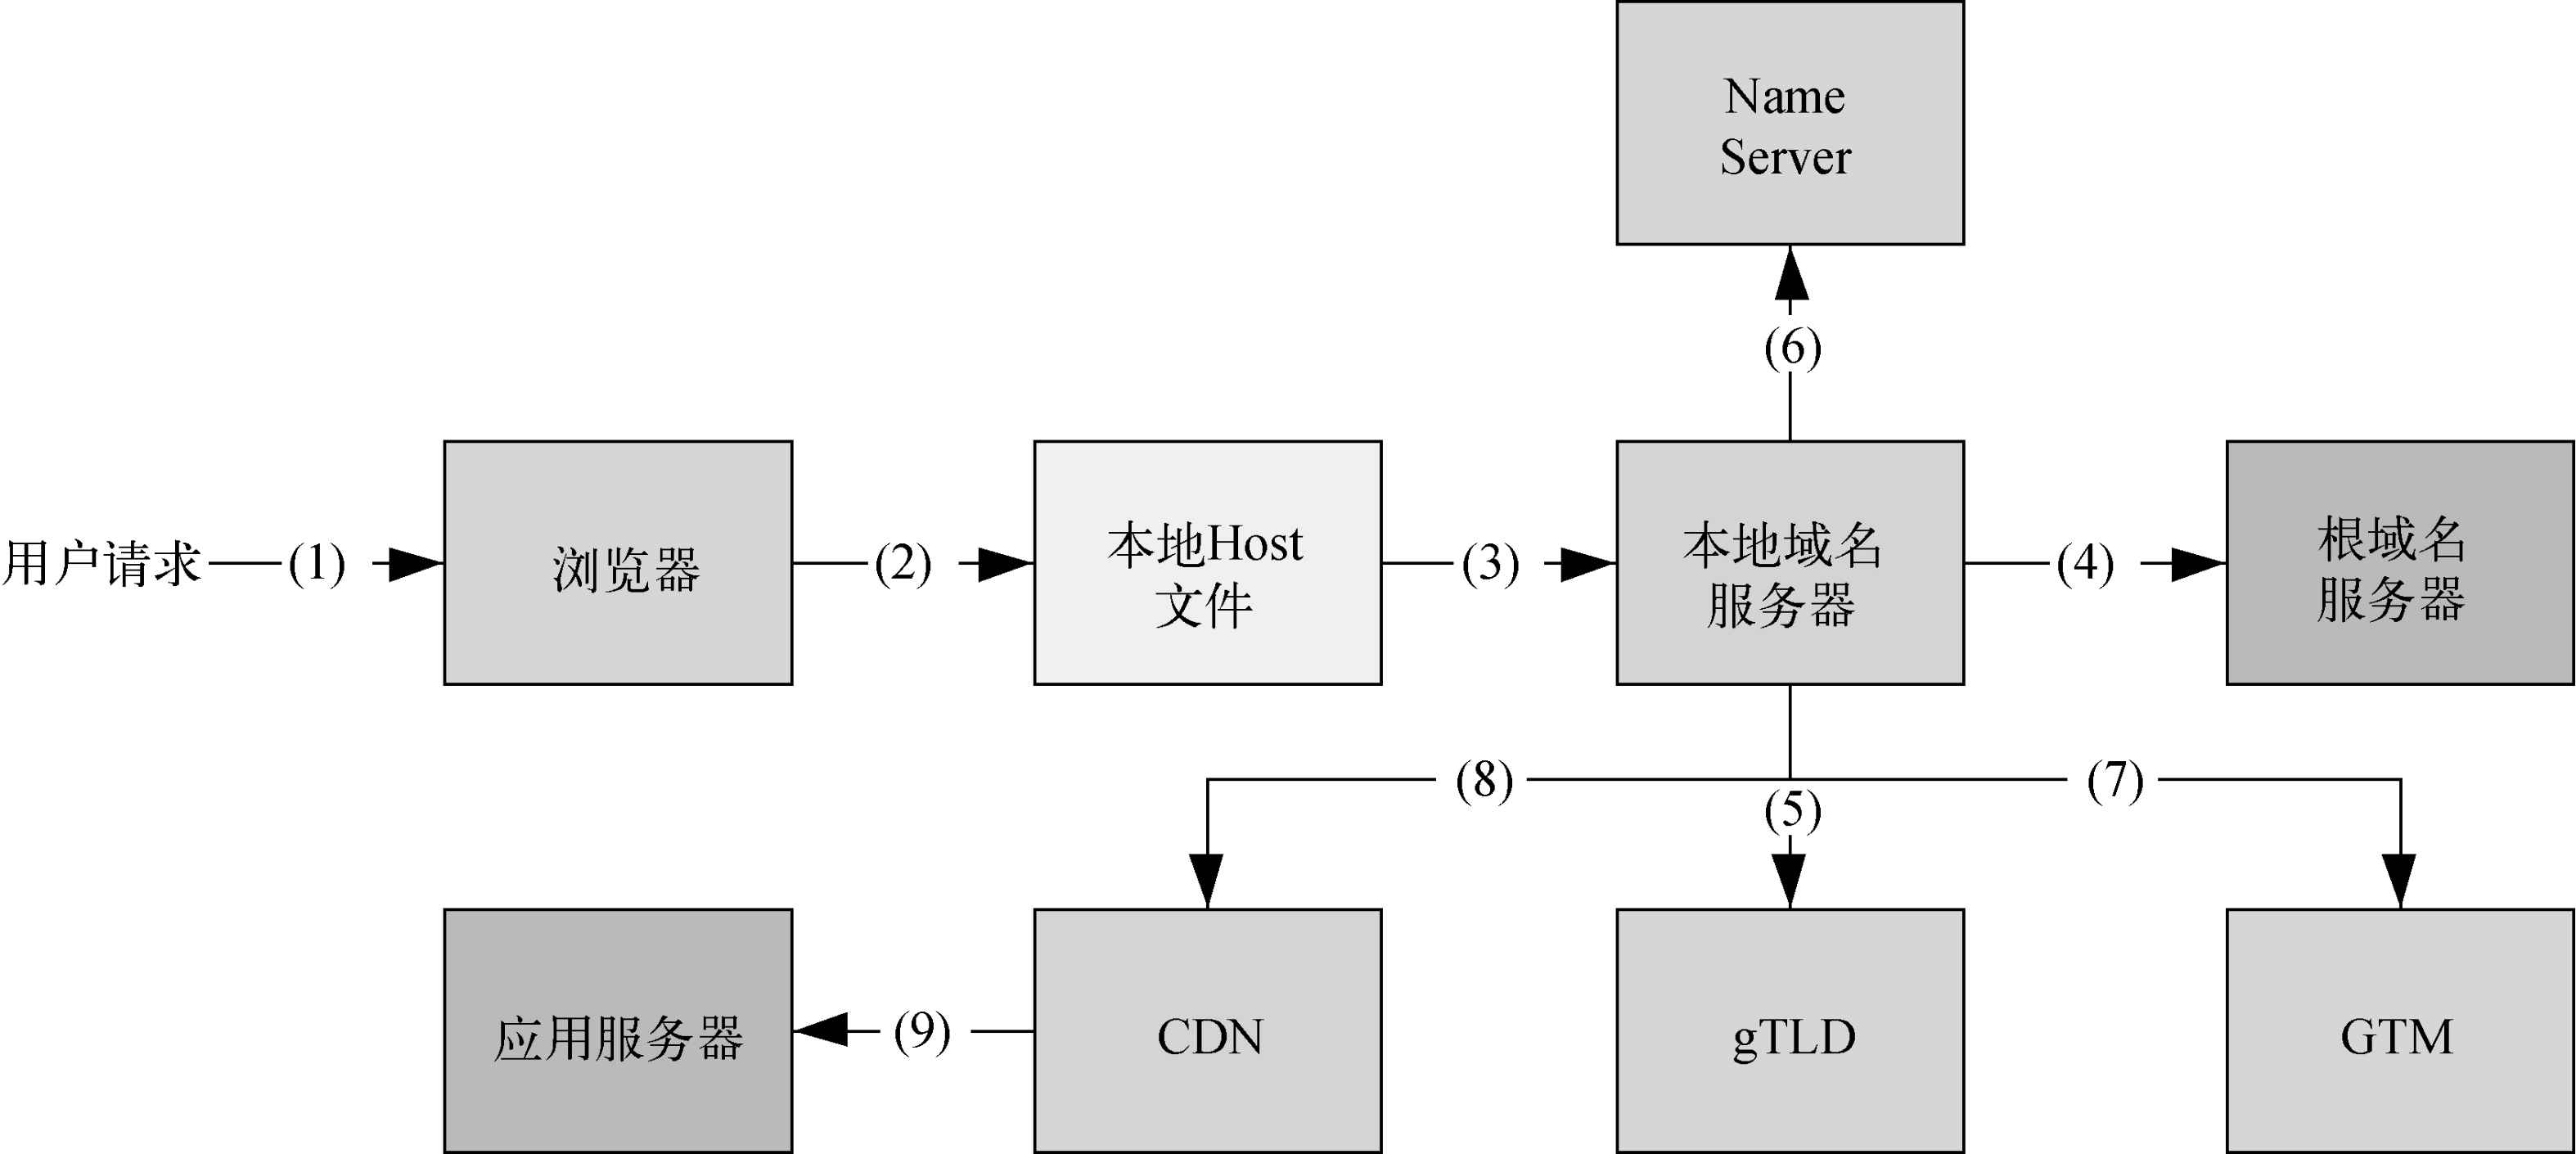 Name
Server
(6)
用户请求
(1)
浏览器
(2)
本地Host
文件
(3)
本地域名
服务器
(4)
根域名
服务器
(8)
(5)
(7)
应用服务器
(9)
CDN
gTLD
GTM